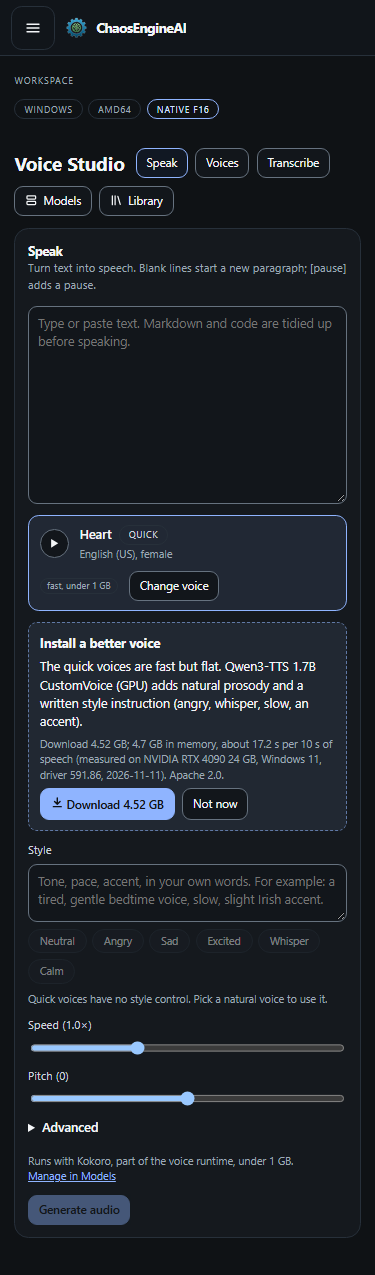 ChaosEngineAI
WORKSPACE
WINDOWS AMD64 NATIVE F16
Voice Studio Speak Voices Transcribe
Models Library
Speak
Turn text into speech. Blank lines start a new paragraph; [pause]
adds a pause.
Type or paste text. Markdown and code are tidied up
before speaking.
Heart QUICK
English (US), female
fast, under 1 GB Change voice
Install a better voice
The quick voices are fast but flat. Qwen3-TTS 1.7B
CustomVoice (GPU) adds natural prosody and a
written style instruction (angry, whisper, slow, an
accent).
Download 4.52 GB; 4.7 GB in memory, about 17.2 s per 10 s of
speech (measured on NVIDIA RTX 4090 24 GB, Windows 11,
driver 591.86, 2026-11-11). Apache 2.0.
Download 4.52 GB Not now
Style
Tone, pace, accent, in your own words. For example: a
tired, gentle bedtime voice, slow, slight Irish accent.
Neutral Angry Sad Excited Whisper
Calm
Quick voices have no style control. Pick a natural voice to use it.
Speed (1.0×)
Pitch (0)
Advanced
Runs with Kokoro, part of the voice runtime, under 1 GB.
Manage in Models
Generate audio